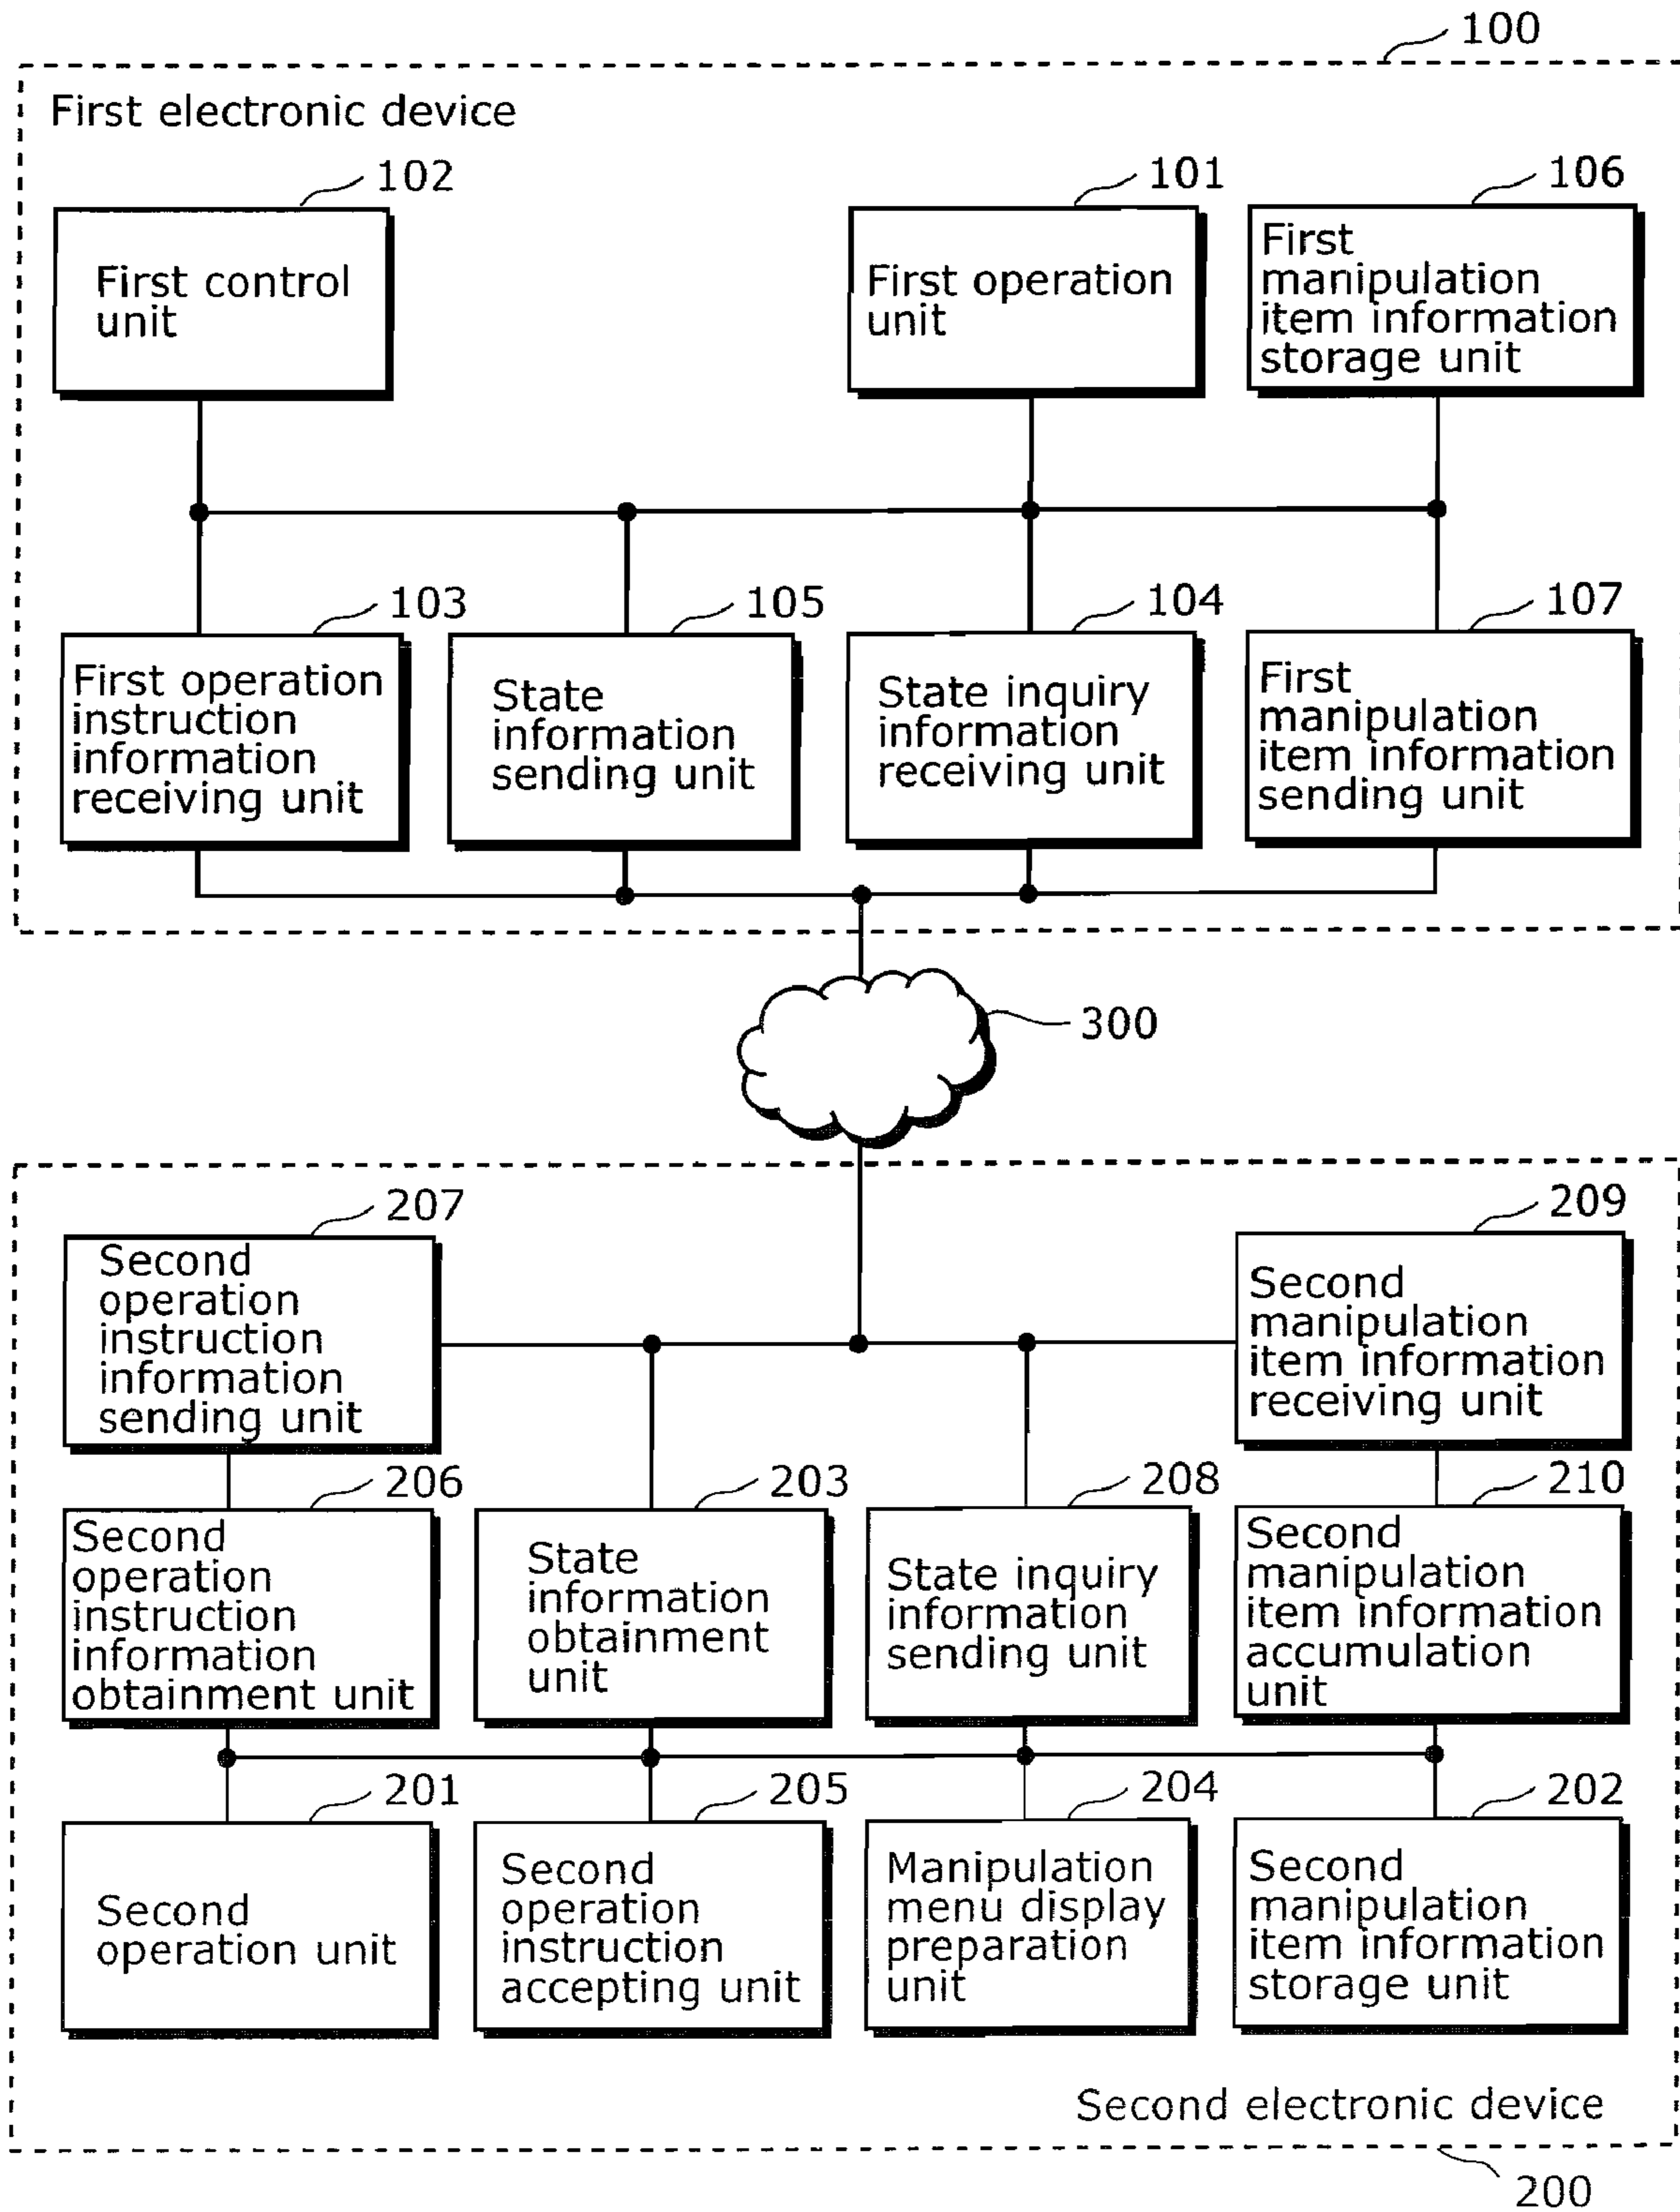 100
First electronic device
102
101
106
First control
unit
First operation
unit
First
manipulation
item information
storage unit
103
105
104
107
First operation
instruction
information
receiving unit
State
information
sending unit
State inquiry
information
receiving unit
First
manipulation
item information
sending unit
300
207
209
Second
operation
instruction
information
sending unit
Second
manipulation
item information
receiving unit
206
203
208
210
Second
operation
instruction
information
obtainment unit
State
information
obtainment
unit
State inquiry
information
sending unit
Second
manipulation
item information
accumulation
unit
201
205
204
202
Second
operation unit
Second
operation
instruction
accepting unit
Manipulation
menu display
preparation
unit
Second
manipulation
item information
storage unit
Second electronic device
200